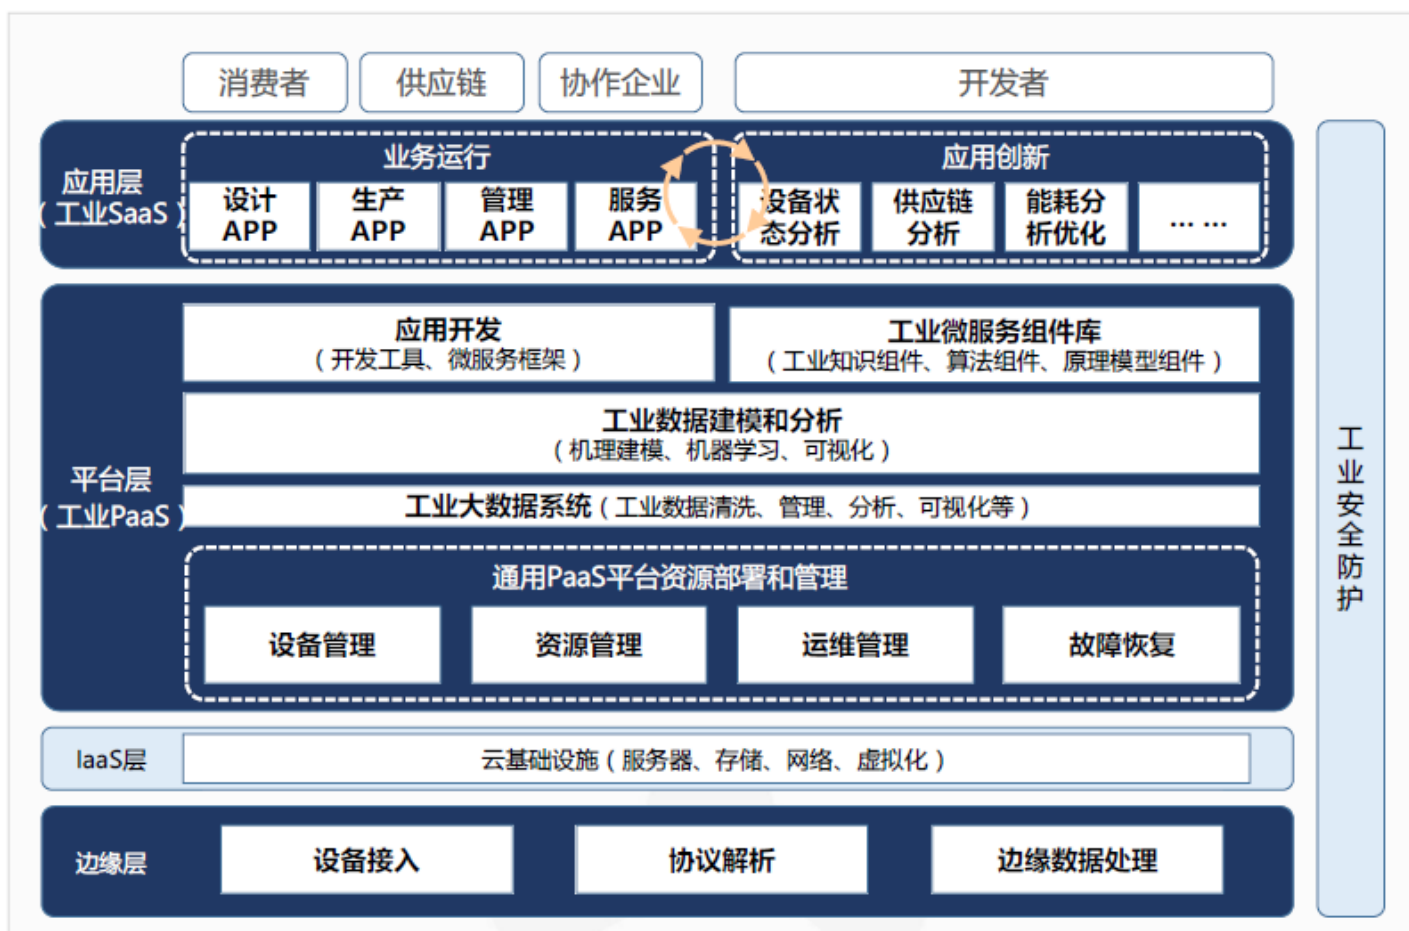 消费者
供应链
协作企业
开发者
应用层
（工业SaaS）
业务运行
设计
APP
生产
APP
管理
APP
服务
APP
应用创新
设备状
态分析
供应链
分析
能耗分
析优化
... ...
平台层
（工业PaaS）
应用开发
（开发工具、微服务框架）
工业微服务组件库
（工业知识组件、算法组件、原理模型组件）
工业数据建模和分析
（机理建模、机器学习、可视化）
工业大数据系统（工业数据清洗、管理、分析、可视化等）
通用PaaS平台资源部署和管理
设备管理
资源管理
运维管理
故障恢复
IaaS层
云基础设施（服务器、存储、网络、虚拟化）
边缘层
设备接入
协议解析
边缘数据处理
工业安全防护